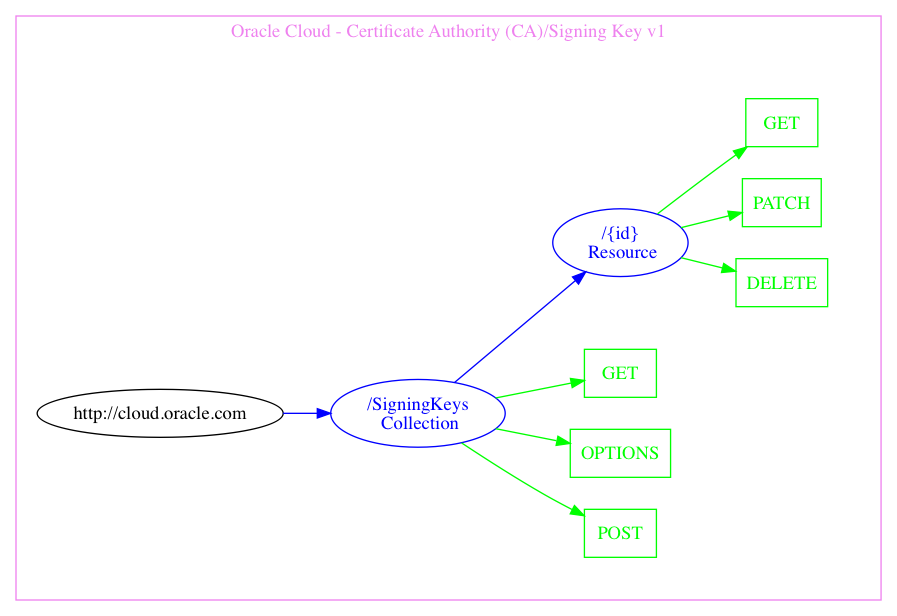 Oracle Cloud - Certificate Authority (CA)/Signing Key v1
GET
PATCH
/{id}
Resource
DELETE
GET
/SigningKeys
Collection
http://cloud.oracle.com
OPTIONS
POST